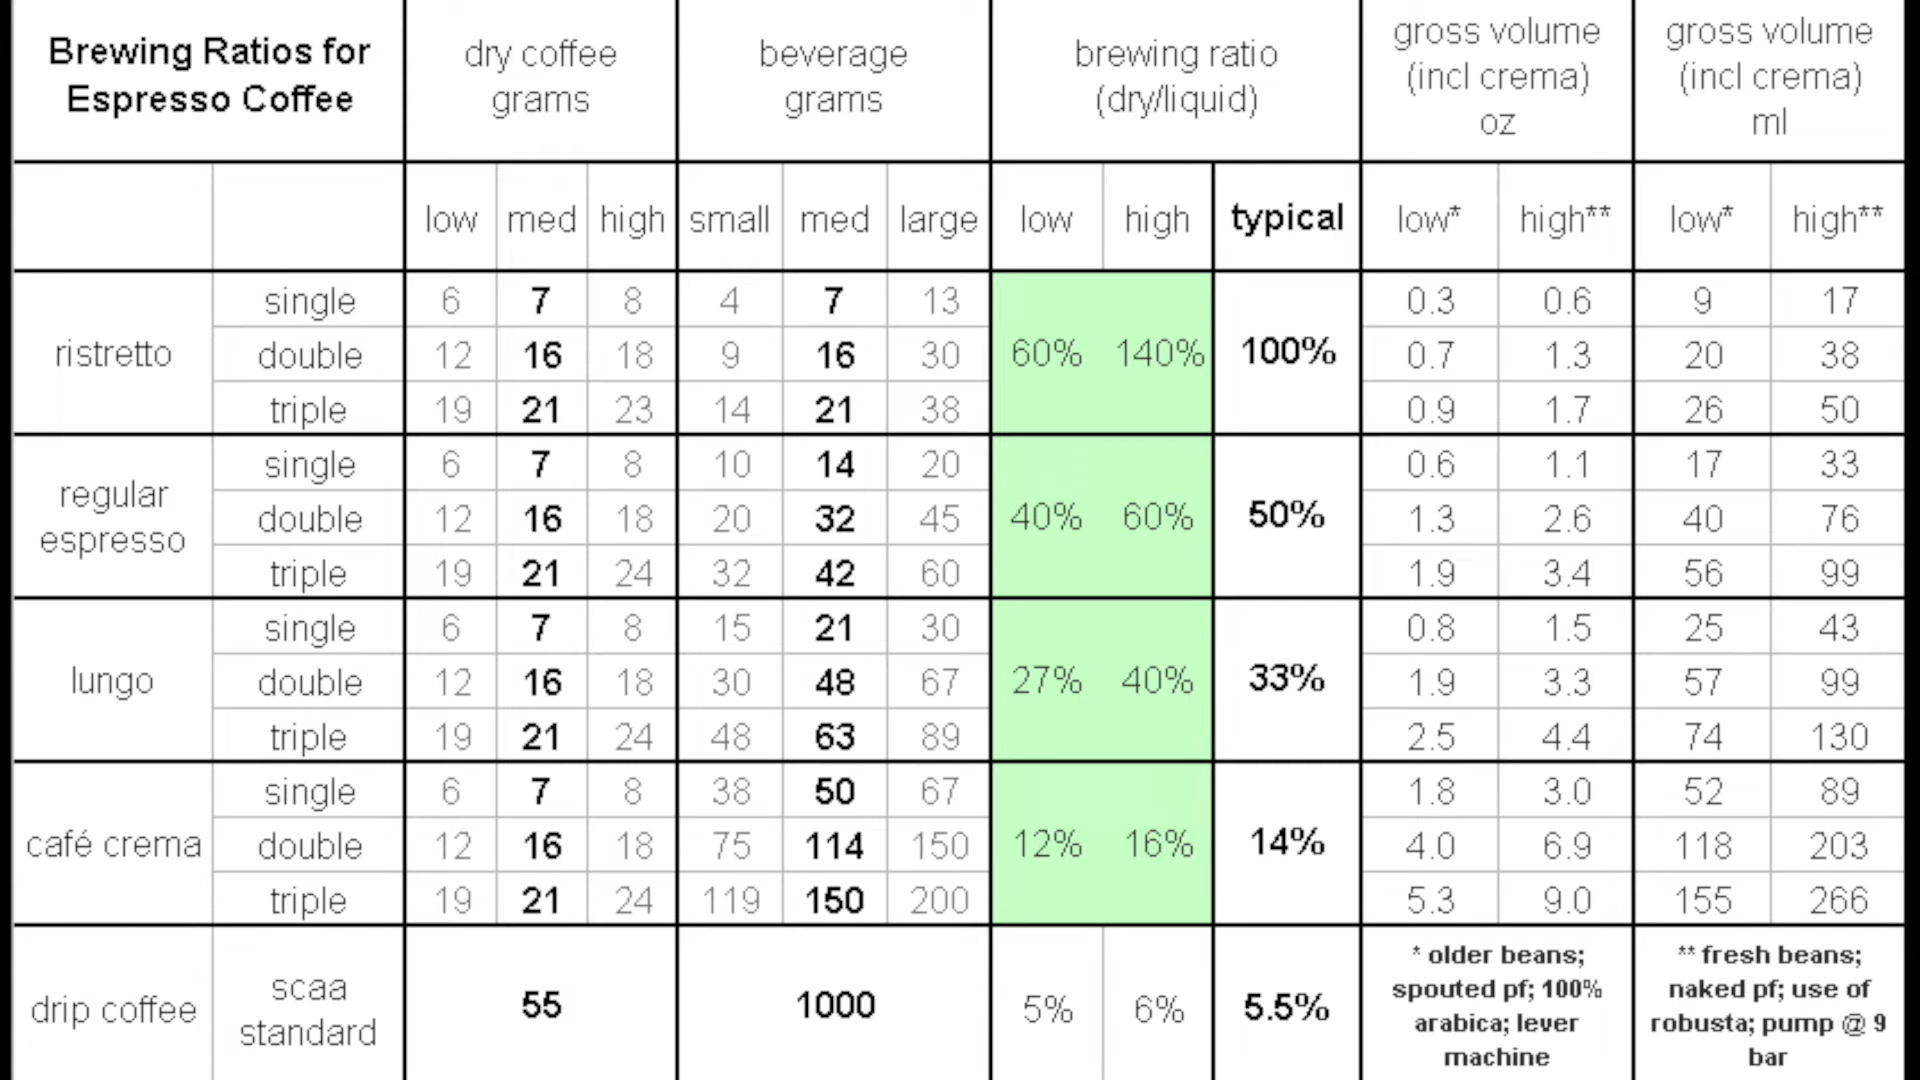 Brewing Ratios for
Espresso Coffee
dry coffee
grams
beverage
grams
brewing ratio
(dry/liquid)
gross volume
(incl crema)
oz
gross volume
(incl crema)
ml
low med high small med large low high typical low* high** low* high**
ristretto
single 6 7 8 4 7 13 0.3 0.6 9 17
double 12 16 18 9 16 30 60% 140% 100% 0.7 1.3 20 38
triple 19 21 23 14 21 38 0.9 1.7 26 50
regular
espresso
single 6 7 8 10 14 20 0.6 1.1 17 33
double 12 16 18 20 32 45 40% 60% 50% 1.3 2.6 40 76
triple 19 21 24 32 42 60 1.9 3.4 56 99
lungo
single 6 7 8 15 21 30 0.8 1.5 25 43
double 12 16 18 30 48 67 27% 40% 33% 1.9 3.3 57 99
triple 19 21 24 48 63 89 2.5 4.4 74 130
café crema
single 6 7 8 38 50 67 1.8 3.0 52 89
double 12 16 18 75 114 150 12% 16% 14% 4.0 6.9 118 203
triple 19 21 24 119 150 200 5.3 9.0 155 266
drip coffee
scaa
standard
55 1000 5% 6% 5.5%
* older beans;
spouted pf; 100%
arabica; lever
machine
** fresh beans;
naked pf; use of
robusta; pump @ 9
bar